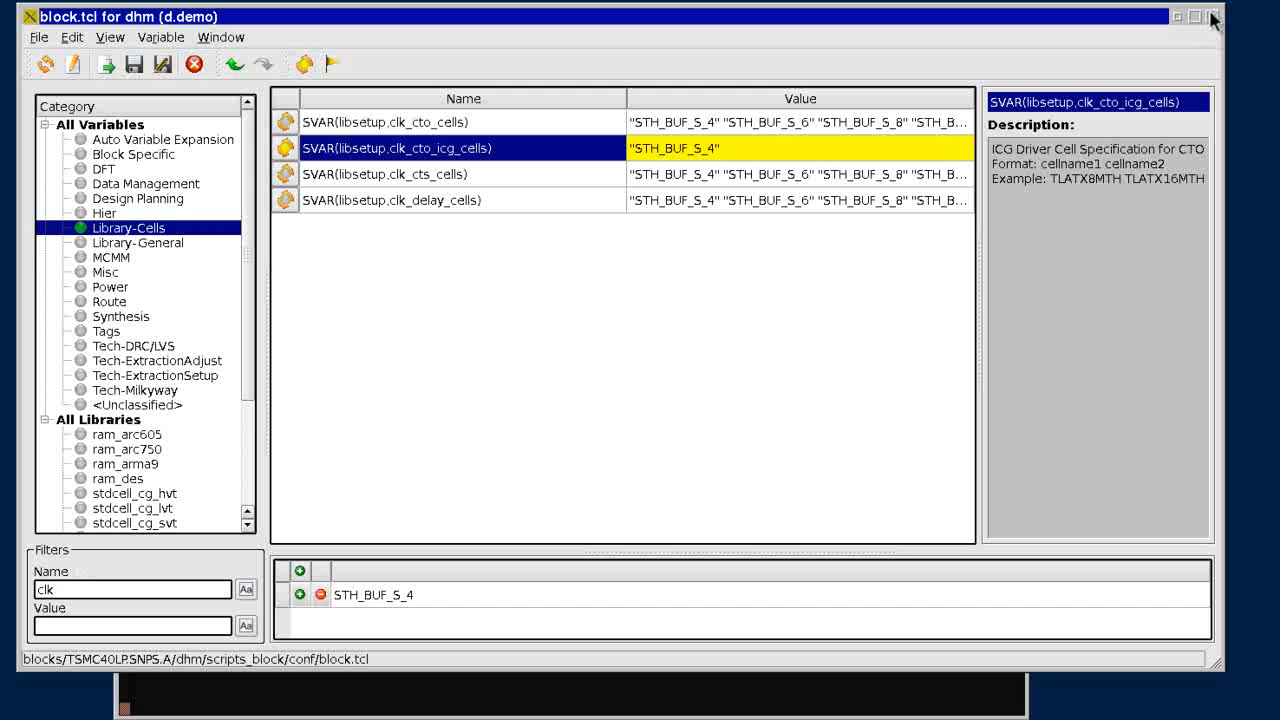 block.tcl for dhm (d.demo)
File Edit View Variable Window
Category
All Variables
Auto Variable Expansion
Block Specific
DFT
Data Management
Design Planning
Hier
Library-Cells
Library-General
MCMM
Misc
Power
Route
Synthesis
Tags
Tech-DRC/LVS
Tech-ExtractionAdjust
Tech-ExtractionSetup
Tech-Milkyway
<Unclassified>
All Libraries
ram_arc605
ram_arc750
ram_arma9
ram_des
stdcell_cg_hvt
stdcell_cg_lvt
stdcell_cg_svt
Filters
Name
clk
Aa
Value
Aa
Name Value
SVAR(libsetup,clk_cto_cells) "STH_BUF_S_4" "STH_BUF_S_6" "STH_BUF_S_8" "STH_B...
SVAR(libsetup,clk_cto_icg_cells) "STH_BUF_S_4"
SVAR(libsetup,clk_cts_cells) "STH_BUF_S_4" "STH_BUF_S_6" "STH_BUF_S_8" "STH_B...
SVAR(libsetup,clk_delay_cells) "STH_BUF_S_4" "STH_BUF_S_6" "STH_BUF_S_8" "STH_B...
STH_BUF_S_4
SVAR(libsetup,clk_cto_icg_cells)
Description:
ICG Driver Cell Specification for CTO
Format: cellname1 cellname2
Example: TLATX8MTH TLATX16MTH
blocks/TSMC40LP.SNPS.A/dhm/scripts_block/conf/block.tcl